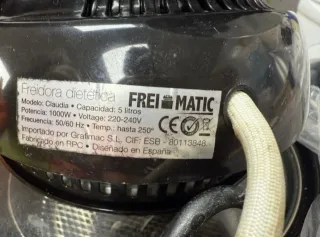 Freidora dietética
FREI MATIC
Modelo: Claudia • Capacidad: 5 litros
Potencia: 1000W • Voltage: 220-240V
Frecuencia: 50/60 Hz • Temp.: hasta 250º
CE
Importado por Grafimac S.L. CIF: ESB - 80113848
Fabricado en RPC • Diseñado en España